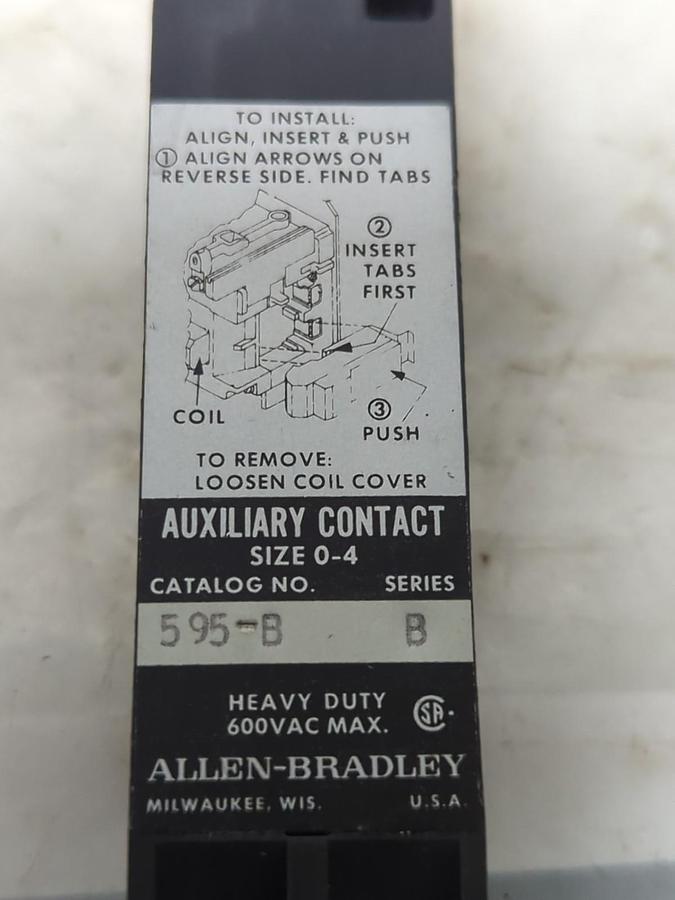 TO INSTALL:
ALIGN, INSERT & PUSH
① ALIGN ARROWS ON
REVERSE SIDE. FIND TABS
②
INSERT
TABS
FIRST
COIL
③
PUSH
TO REMOVE:
LOOSEN COIL COVER
AUXILIARY CONTACT
SIZE 0-4
CATALOG NO. SERIES
595-B B
HEAVY DUTY
600VAC MAX.
SA
ALLEN-BRADLEY
MILWAUKEE, WIS. U.S.A.